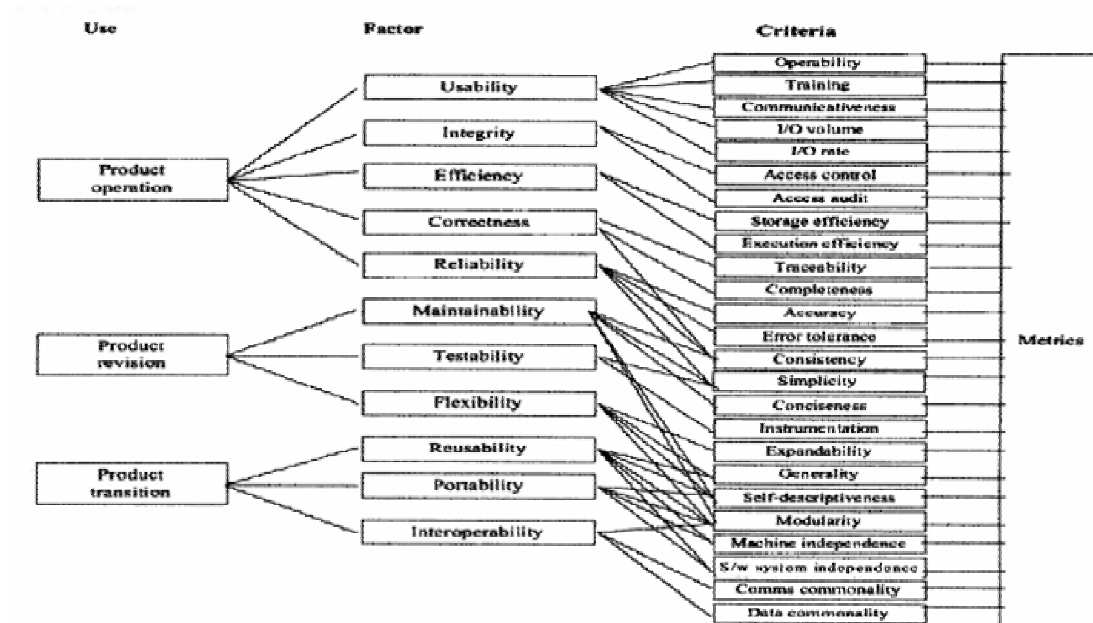 Use
Factor
Criteria
Product
operation
Product
revision
Product
transition
Usability
Integrity
Efficiency
Correctness
Reliability
Maintainability
Testability
Flexibility
Reusability
Portability
Interoperability
Operability
Training
Communicativeness
I/O volume
I/O rate
Access control
Access audit
Storage efficiency
Execution efficiency
Traceability
Completeness
Accuracy
Error tolerance
Consistency
Simplicity
Conciseness
Instrumentation
Expandability
Generality
Self-descriptiveness
Modularity
Machine independence
S/w system independence
Comms commonality
Data commonality
Metrics